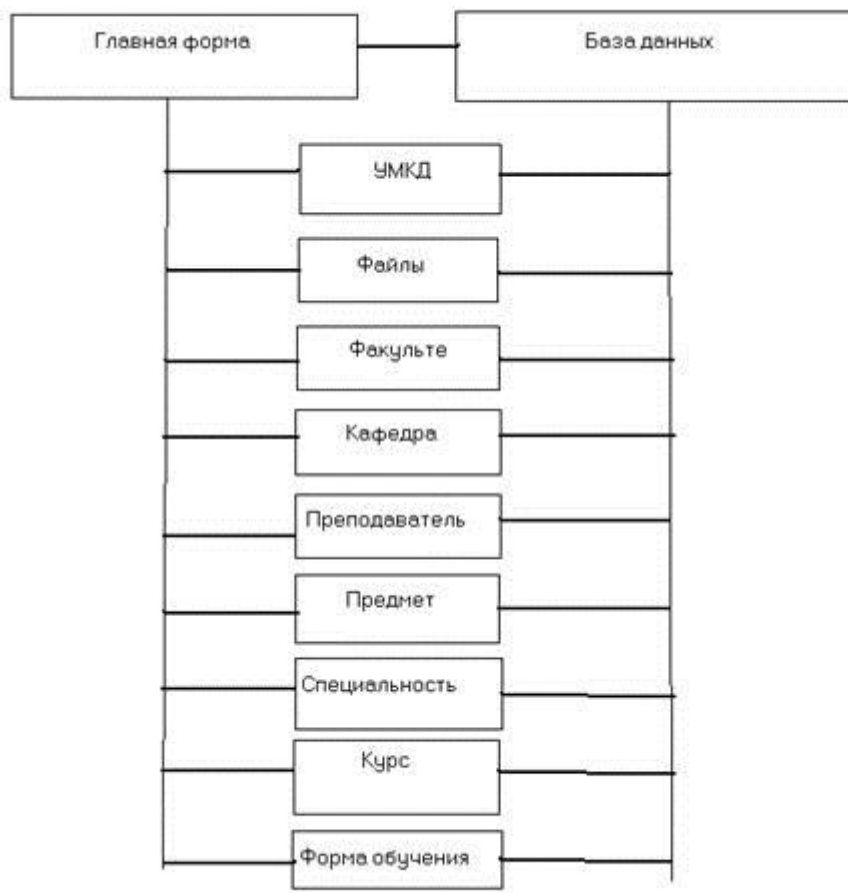 Главная форма
База данных
УМКД
Файлы
Факульте
Кафедра
Преподаватель
Предмет
Специальность
Курс
Форма обучения